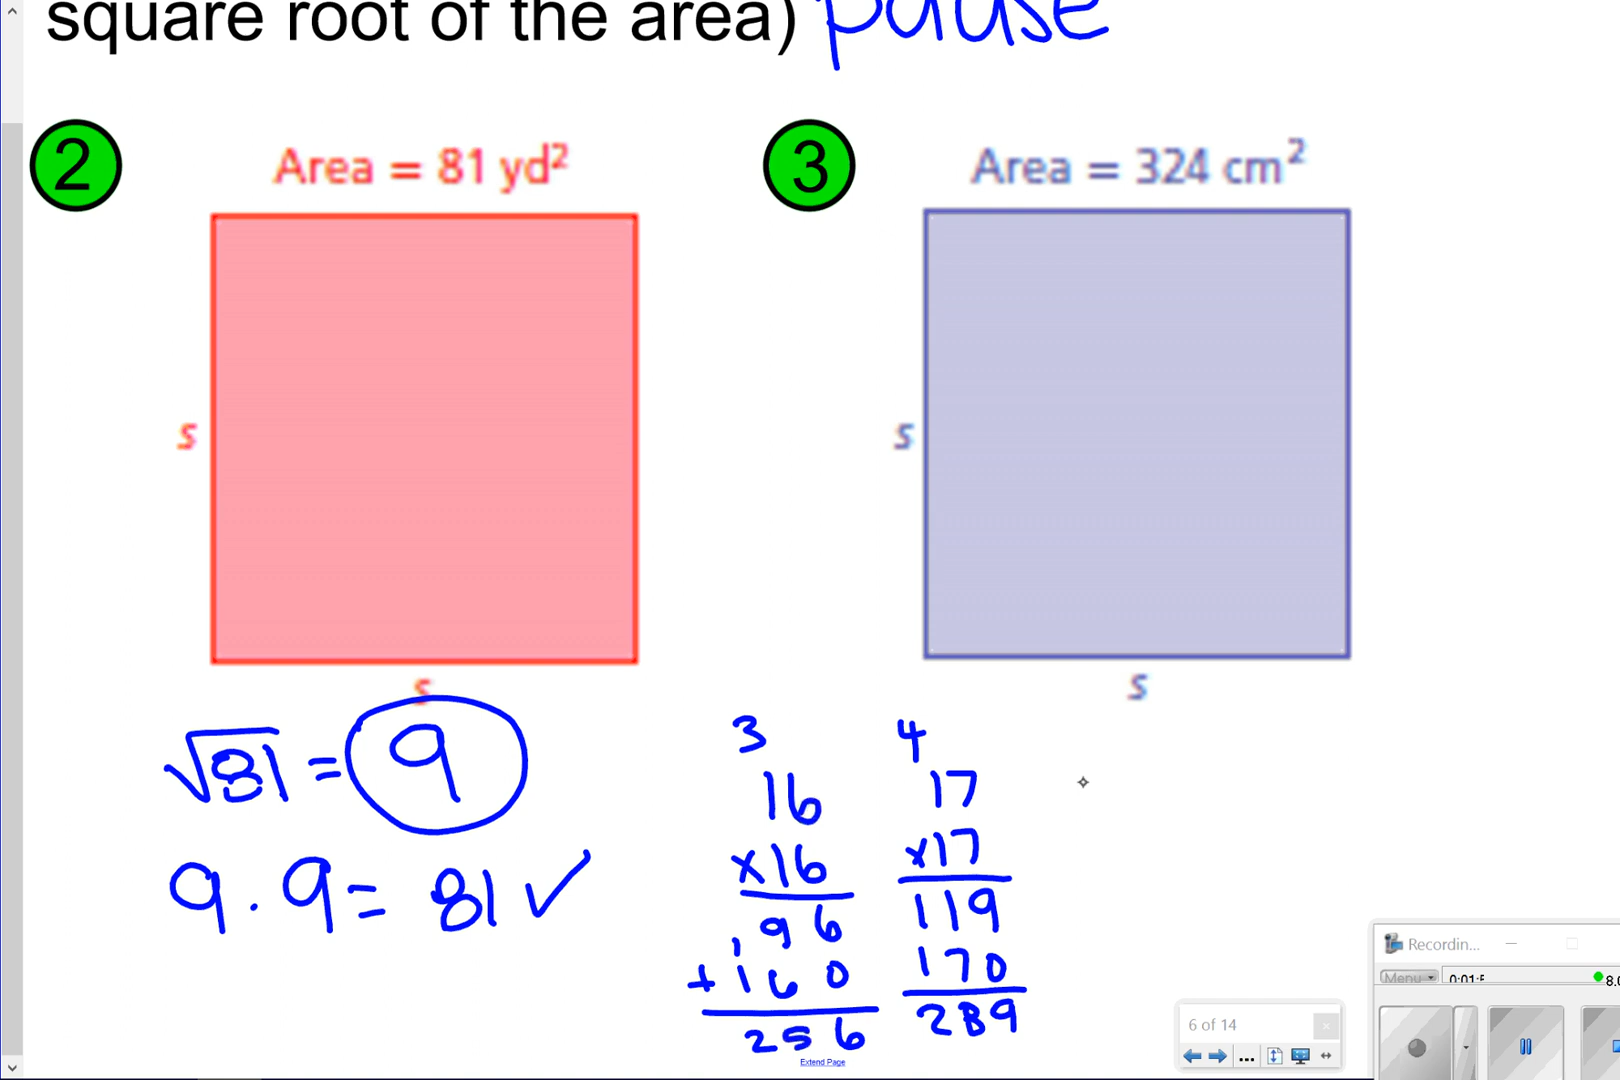 square root of the area) pause
2 Area = 81 yd²
s
s
√81 = 9
9 . 9 = 81 ✓
3 Area = 324 cm²
s
s
3
16
x16
1
96
+160
256
4
17
x17
119
170
289
Extend Page
6 of 14
...
Recordin...
Menu